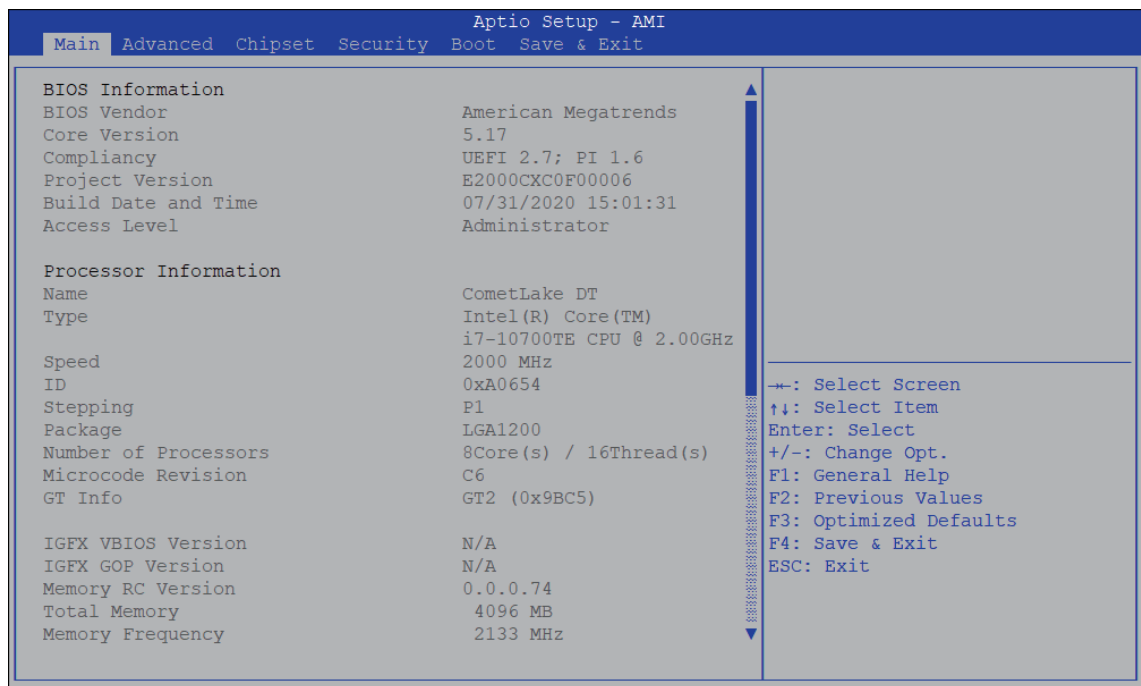 Aptio Setup - AMI
Main Advanced Chipset Security Boot Save & Exit
BIOS Information
BIOS Vendor American Megatrends
Core Version 5.17
Compliancy UEFI 2.7; PI 1.6
Project Version E2000CXC0F00006
Build Date and Time 07/31/2020 15:01:31
Access Level Administrator
Processor Information
Name CometLake DT
Type Intel(R) Core(TM)
i7-10700TE CPU @ 2.00GHz
Speed 2000 MHz
ID 0xA0654
Stepping P1
Package LGA1200
Number of Processors 8Core(s) / 16Thread(s)
Microcode Revision C6
GT Info GT2 (0x9BC5)
IGFX VBIOS Version N/A
IGFX GOP Version N/A
Memory RC Version 0.0.0.74
Total Memory 4096 MB
Memory Frequency 2133 MHz
→←: Select Screen
↑↓: Select Item
Enter: Select
+/-: Change Opt.
F1: General Help
F2: Previous Values
F3: Optimized Defaults
F4: Save & Exit
ESC: Exit